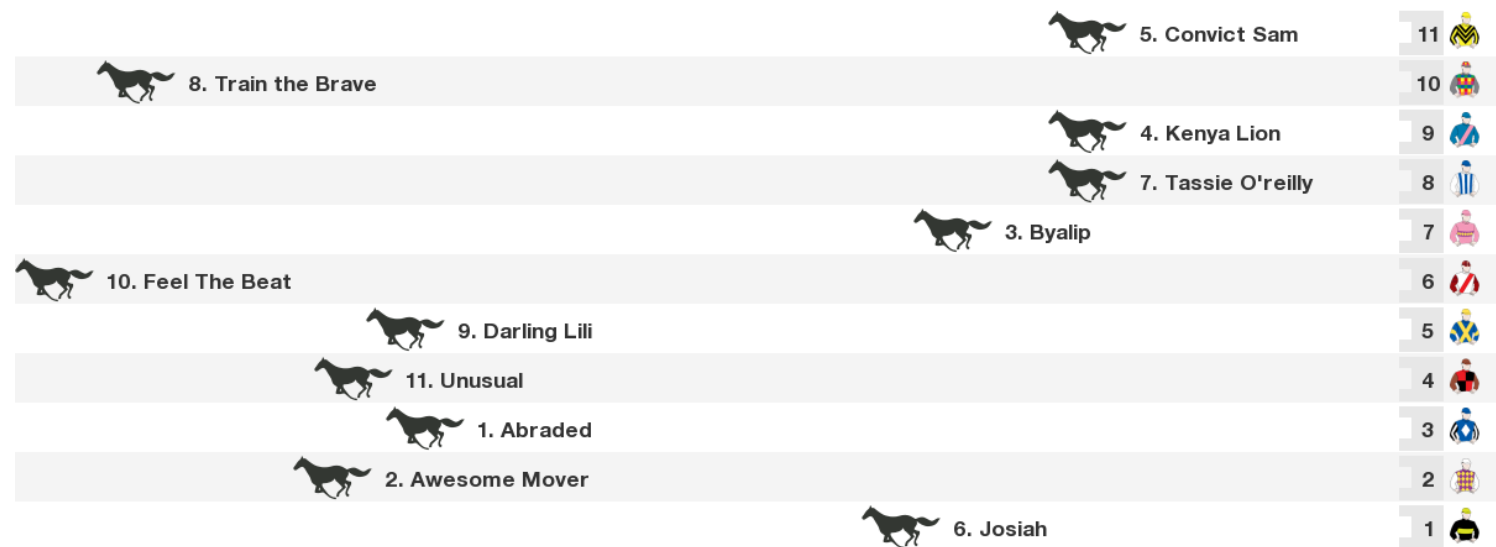 5. Convict Sam 11
8. Train the Brave 10
4. Kenya Lion 9
7. Tassie O'reilly 8
3. Byalip 7
10. Feel The Beat 6
9. Darling Lili 5
11. Unusual 4
1. Abraded 3
2. Awesome Mover 2
6. Josiah 1